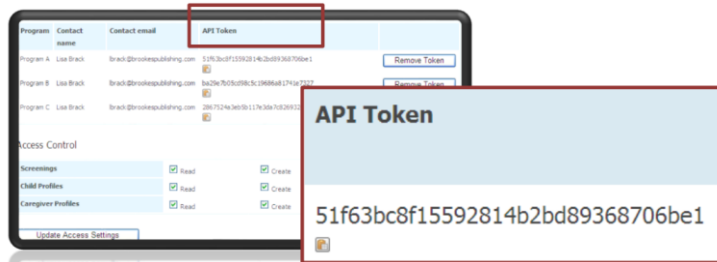 Program Contact name Contact email API Token
Program A Lisa Brack lbrack@brookespublishing.com 51f63bc8f15592814b2bd89368706be1 Remove Token
Program B Lisa Brack lbrack@brookespublishing.com Remove Token
Program C Lisa Brack lbrack@brookespublishing.com
Access Control
Screenings Read Create
Child Profiles Read Create
Caregiver Profiles Read Create
Update Access Settings
API Token
51f63bc8f15592814b2bd89368706be1